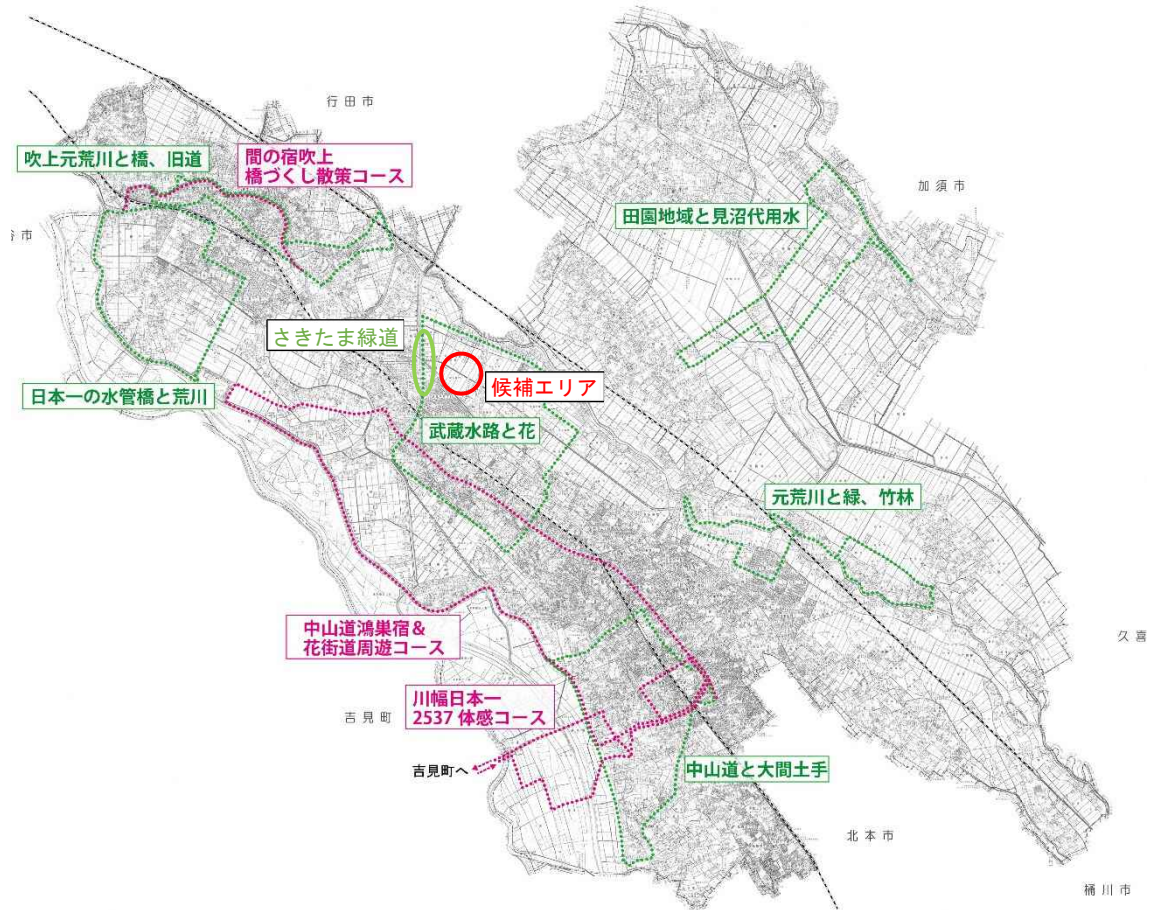 行田市
吹上元荒川と橋、旧道
間の宿吹上
橋づくし散策コース
加須市
田園地域と見沼代用水
谷市
さきたま緑道
候補エリア
日本一の水管橋と荒川
武蔵水路と花
元荒川と緑、竹林
中山道鴻巣宿＆
花街道周遊コース
久喜
川幅日本一
2537 体感コース
吉見町
吉見町へ
中山道と大間土手
北本市
桶川市